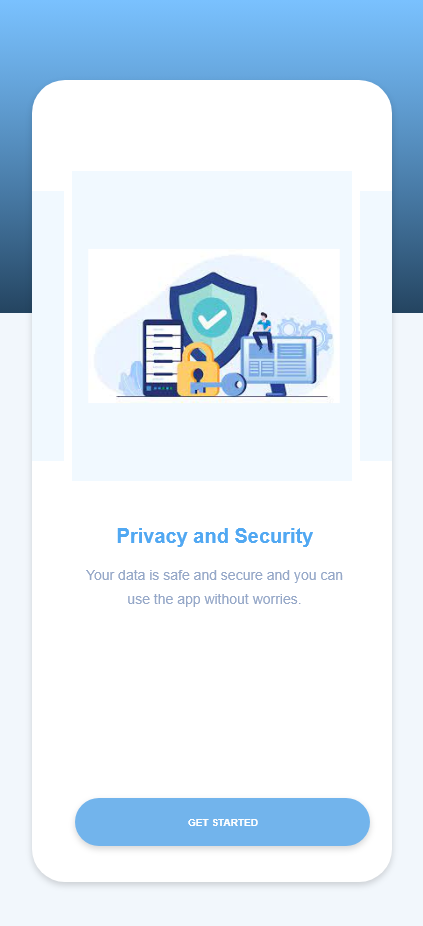 Privacy and Security
Your data is safe and secure and you can
use the app without worries.
GET STARTED